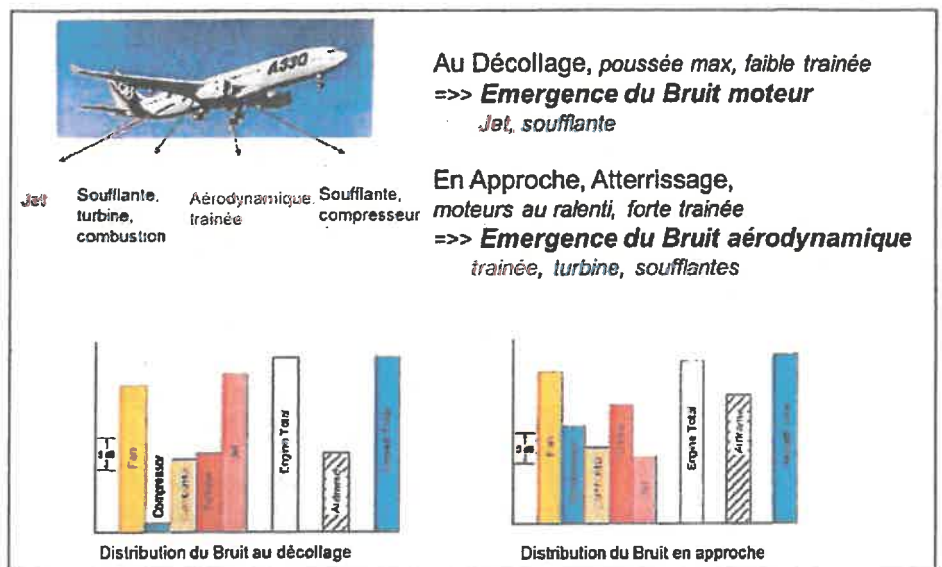 A330
Au Décollage, poussée max, faible trainée
=>> Emergence du Bruit moteur
Jet, soufflante
En Approche, Atterrissage,
moteurs au ralenti, forte trainée
=>> Emergence du Bruit aérodynamique
trainée, turbine, soufflantes
Jet
Soufflante,
turbine,
combustion
Aérodynamique,
trainée
Soufflante,
compresseur
Fan
Compressor
Jet
Engine Total
Airframe
Distribution du Bruit au décollage
Fan
Jet
Engine Total
Airframe
Distribution du Bruit en approche